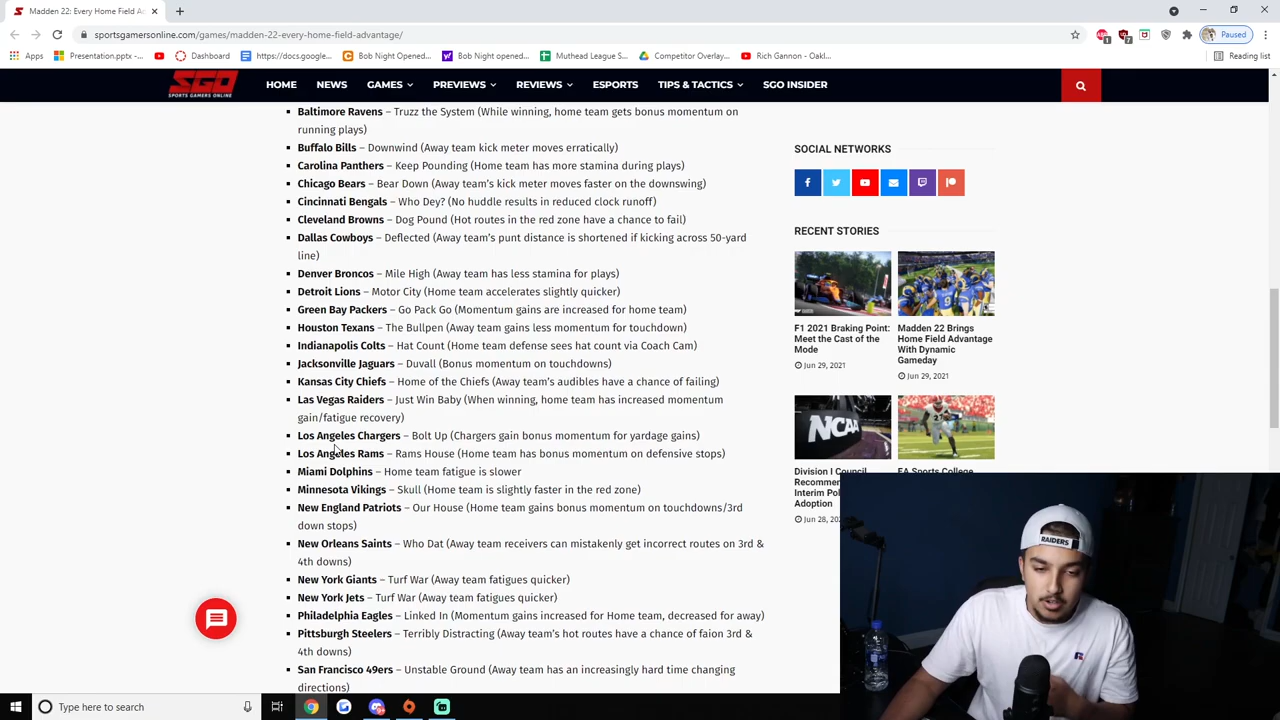 Madden 22: Every Home Field Ad
sportsgamersonline.com/games/madden-22-every-home-field-advantage/
Paused
Apps
Presentation.pptx -...
Dashboard
https://docs.google...
Bob Night Opened...
Bob Night opened...
Muthead League S...
Competitor Overlay...
Rich Gannon - Oakl...
Reading list
SGO
SPORTS GAMERS ONLINE
HOME
NEWS
GAMES
PREVIEWS
REVIEWS
ESPORTS
TIPS & TACTICS
SGO INSIDER
Baltimore Ravens – Truzz the System (While winning, home team gets bonus momentum on
running plays)
Buffalo Bills – Downwind (Away team kick meter moves erratically)
Carolina Panthers – Keep Pounding (Home team has more stamina during plays)
Chicago Bears – Bear Down (Away team's kick meter moves faster on the downswing)
Cincinnati Bengals – Who Dey? (No huddle results in reduced clock runoff)
Cleveland Browns – Dog Pound (Hot routes in the red zone have a chance to fail)
Dallas Cowboys – Deflected (Away team's punt distance is shortened if kicking across 50-yard
line)
Denver Broncos – Mile High (Away team has less stamina for plays)
Detroit Lions – Motor City (Home team accelerates slightly quicker)
Green Bay Packers – Go Pack Go (Momentum gains are increased for home team)
Houston Texans – The Bullpen (Away team gains less momentum for touchdown)
Indianapolis Colts – Hat Count (Home team defense sees hat count via Coach Cam)
Jacksonville Jaguars – Duvall (Bonus momentum on touchdowns)
Kansas City Chiefs – Home of the Chiefs (Away team's audibles have a chance of failing)
Las Vegas Raiders – Just Win Baby (When winning, home team has increased momentum
gain/fatigue recovery)
Los Angeles Chargers – Bolt Up (Chargers gain bonus momentum for yardage gains)
Los Angeles Rams – Rams House (Home team has bonus momentum on defensive stops)
Miami Dolphins – Home team fatigue is slower
Minnesota Vikings – Skull (Home team is slightly faster in the red zone)
New England Patriots – Our House (Home team gains bonus momentum on touchdowns/3rd
down stops)
New Orleans Saints – Who Dat (Away team receivers can mistakenly get incorrect routes on 3rd &
4th downs)
New York Giants – Turf War (Away team fatigues quicker)
New York Jets – Turf War (Away team fatigues quicker)
Philadelphia Eagles – Linked In (Momentum gains increased for Home team, decreased for away)
Pittsburgh Steelers – Terribly Distracting (Away team's hot routes have a chance of faion 3rd &
4th downs)
San Francisco 49ers – Unstable Ground (Away team has an increasingly hard time changing
directions)
SOCIAL NETWORKS
RECENT STORIES
F1 2021 Braking Point:
Meet the Cast of the
Mode
Jun 29, 2021
Madden 22 Brings
Home Field Advantage
With Dynamic
Gameday
Jun 29, 2021
NCAA
Division I Council
Recommen
Interim Pol
Adoption
Jun 28, 202
EA Sports College
RAIDERS
Type here to search